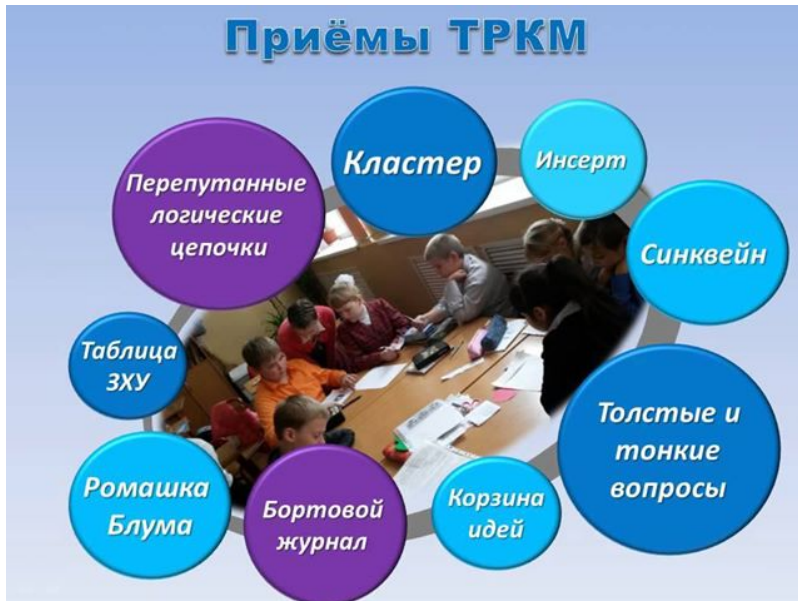 Приёмы ТРКМ
Кластер
Инсерт
Перепутанные
логические
цепочки
Синквейн
Таблица
ЗХУ
Толстые и
тонкие
вопросы
Ромашка
Блума
Бортовой
журнал
Корзина
идей